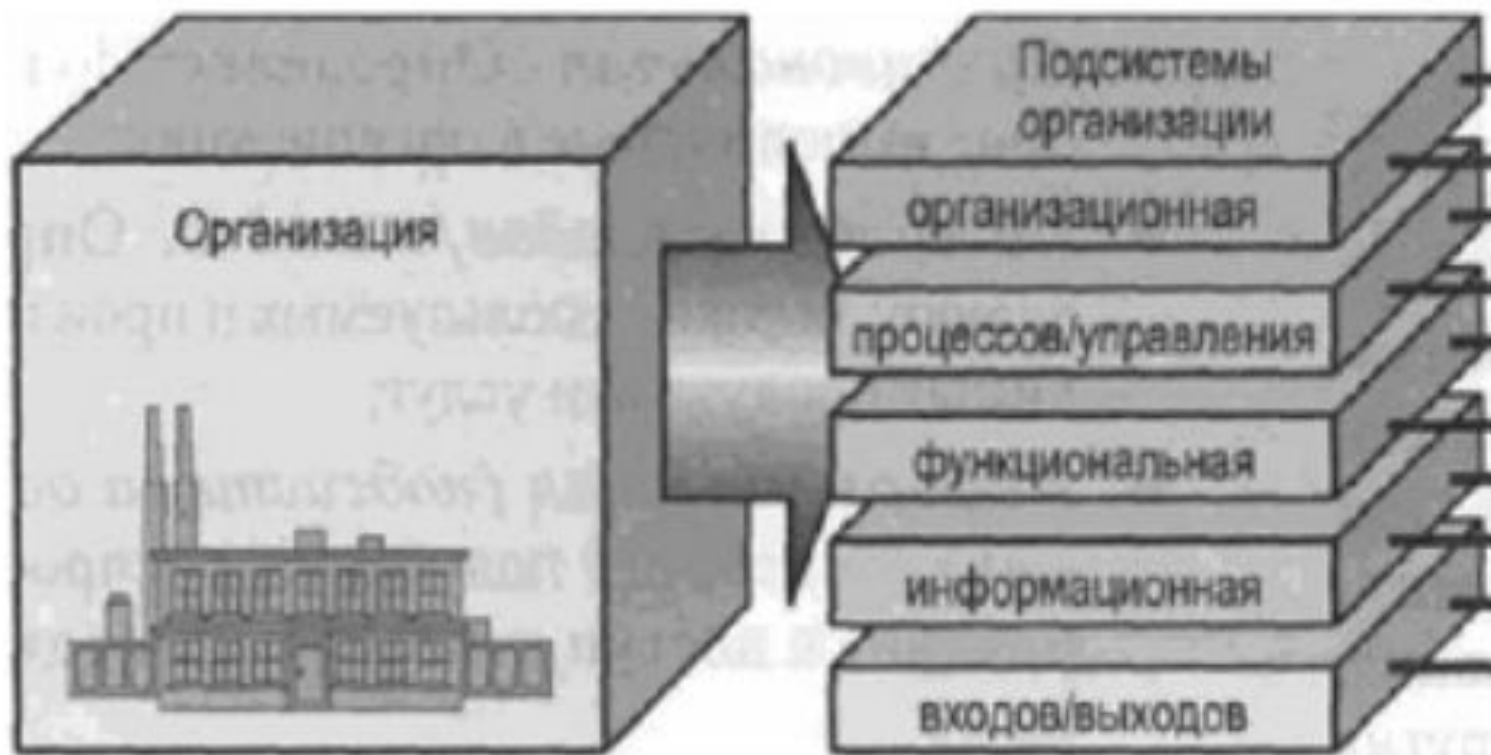 Организация
Подсистемы
организации
организационная
процессов/управления
функциональная
информационная
входов/выходов